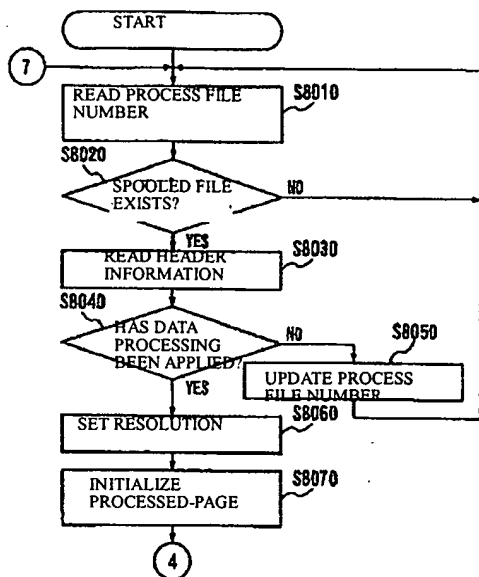 START
7
READ PROCESS FILE
NUMBER
S8010
S8020
SPOOLED FILE
EXISTS?
NO
YES
READ HEADER
INFORMATION
S8030
S8040
HAS DATA
PROCESSING
BEEN APPLIED?
NO
YES
S8050
UPDATE PROCESS
FILE NUMBER
SET RESOLUTION
S8060
INITIALIZE
PROCESSED-PAGE
S8070
4